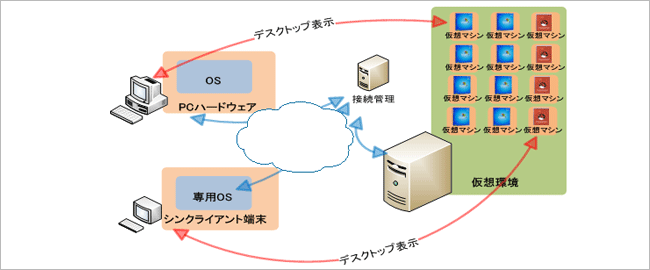 デスクトップ表示
OS
PCハードウェア
接続管理
仮想マシン 仮想マシン 仮想マシン
仮想マシン 仮想マシン 仮想マシン
仮想マシン 仮想マシン 仮想マシン
仮想マシン 仮想マシン 仮想マシン
仮想環境
専用OS
シンクライアント端末
デスクトップ表示